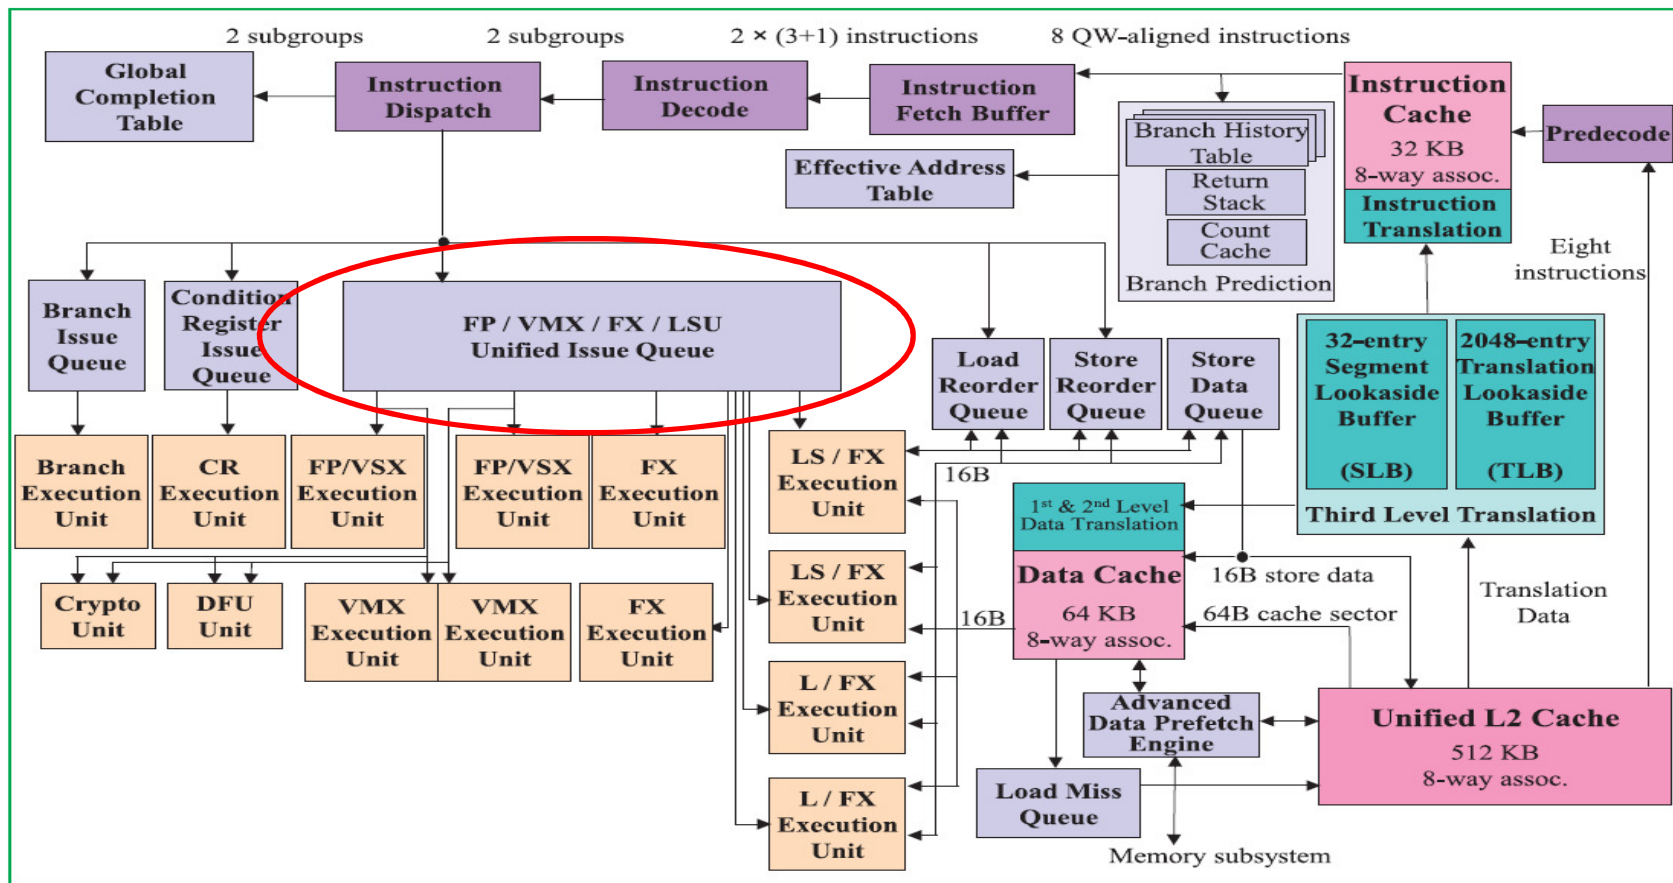 2 subgroups
2 subgroups
2 × (3+1) instructions
8 QW-aligned instructions
Global
Completion
Table
Instruction
Dispatch
Instruction
Decode
Instruction
Fetch Buffer
Instruction
Cache
32 KB
8-way assoc.
Instruction
Translation
Predecode
Branch History
Table
Return
Stack
Count
Cache
Branch Prediction
Effective Address
Table
Eight
instructions
Branch
Issue
Queue
Condition
Register
Issue
Queue
FP / VMX / FX / LSU
Unified Issue Queue
Load
Reorder
Queue
Store
Reorder
Queue
Store
Data
Queue
32-entry
Segment
Lookaside
Buffer
(SLB)
2048-entry
Translation
Lookaside
Buffer
(TLB)
Third Level Translation
Branch
Execution
Unit
CR
Execution
Unit
FP/VSX
Execution
Unit
FP/VSX
Execution
Unit
FX
Execution
Unit
LS / FX
Execution
Unit
16B
1st & 2nd Level
Data Translation
Data Cache
64 KB
8-way assoc.
16B store data
64B cache sector
Translation
Data
Crypto
Unit
DFU
Unit
VMX
Execution
Unit
VMX
Execution
Unit
FX
Execution
Unit
LS / FX
Execution
Unit
16B
L / FX
Execution
Unit
Advanced
Data Prefetch
Engine
Unified L2 Cache
512 KB
8-way assoc.
L / FX
Execution
Unit
Load Miss
Queue
Memory subsystem